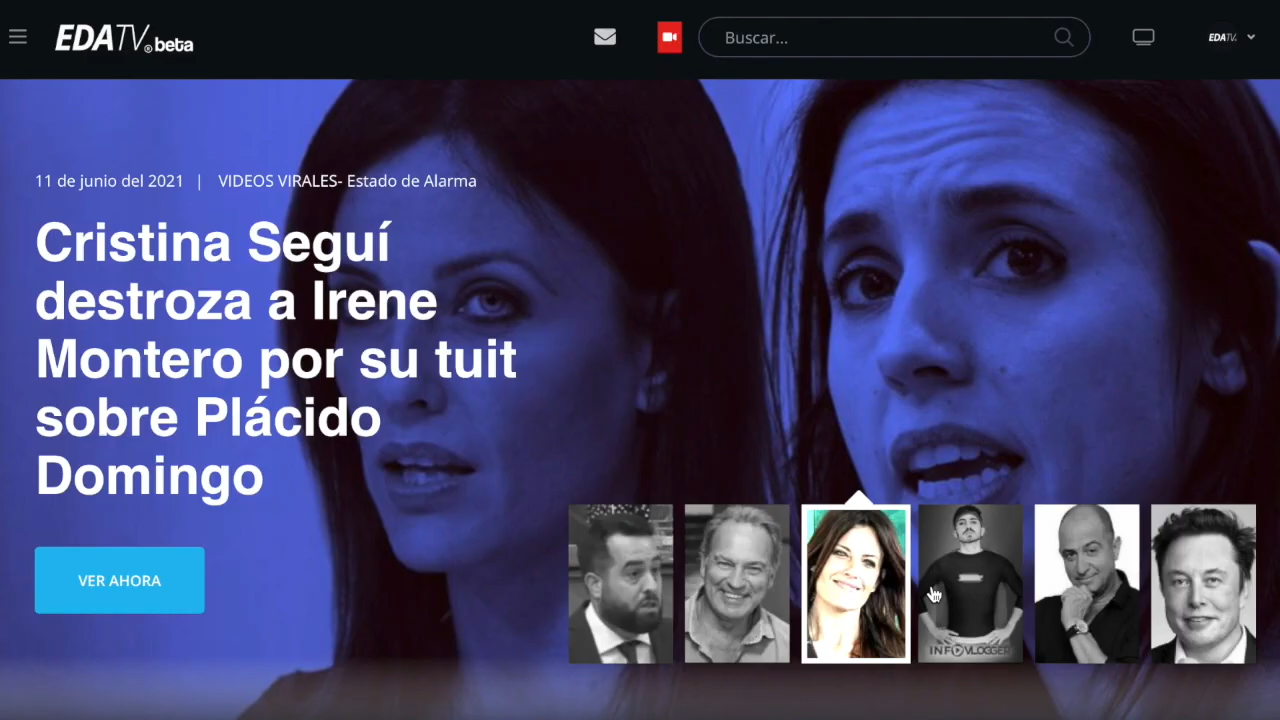 EDATV® beta
Buscar...
EDATV.
11 de junio del 2021 | VIDEOS VIRALES- Estado de Alarma
Cristina Seguí
destroza a Irene
Montero por su tuit
sobre Plácido
Domingo
VER AHORA
INFOVLOGGER